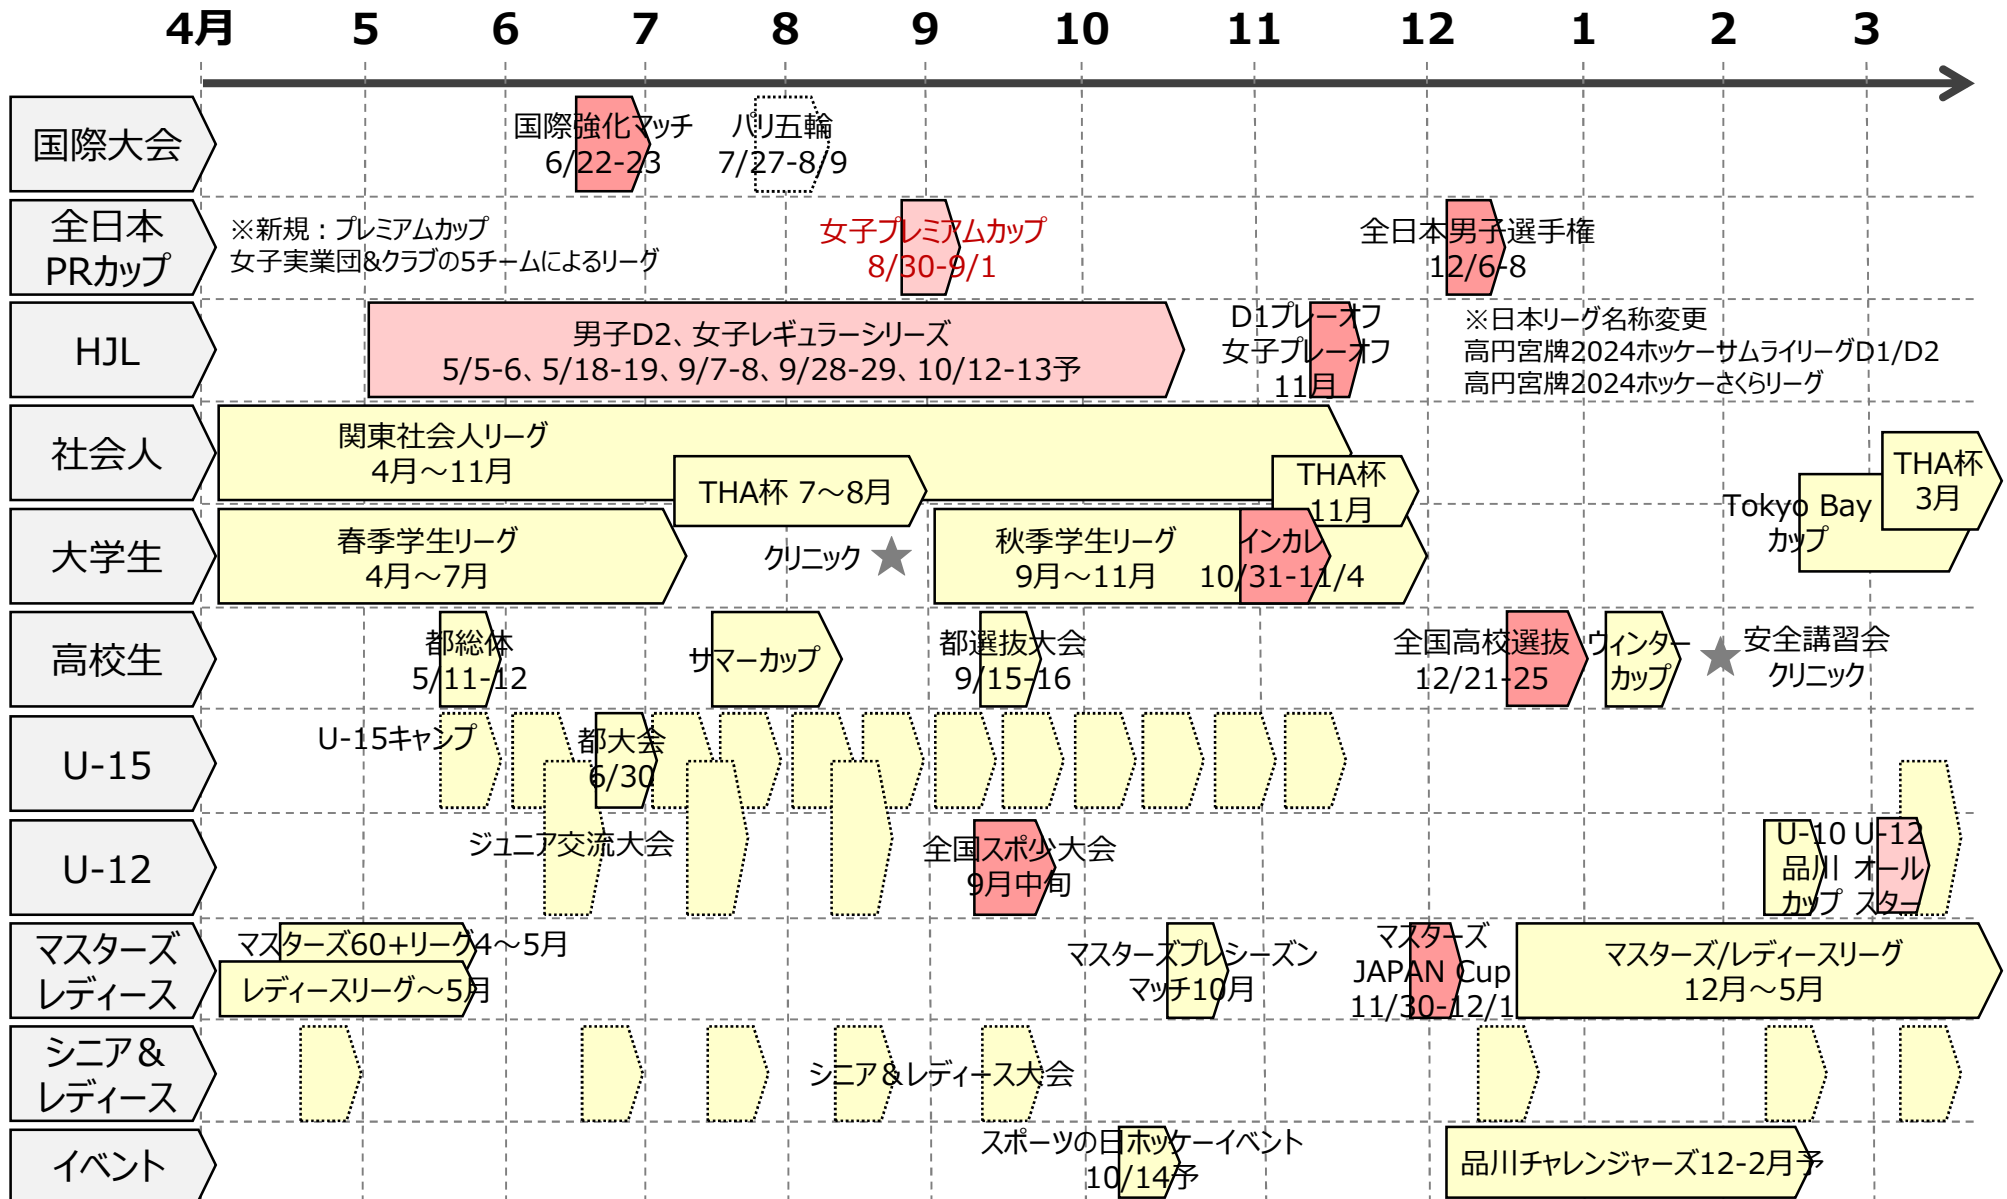 4月 5 6 7 8 9 10 11 12 1 2 3
国際大会
国際強化マッチ
6/22-23
パリ五輪
7/27-8/9
全日本
PRカップ
※新規：プレミアムカップ
女子実業団&クラブの5チームによるリーグ
女子プレミアムカップ
8/30-9/1
全日本男子選手権
12/6-8
HJL
男子D2、女子レギュラーシリーズ
5/5-6、5/18-19、9/7-8、9/28-29、10/12-13予
D1プレーオフ
女子プレーオフ
11月
※日本リーグ名称変更
高円宮牌2024ホッケーサムライリーグD1/D2
高円宮牌2024ホッケーさくらリーグ
社会人
関東社会人リーグ
4月～11月
THA杯 7～8月
THA杯
11月
Tokyo Bay
カップ
THA杯
3月
大学生
春季学生リーグ
4月～7月
クリニック
秋季学生リーグ
9月～11月
インカレ
10/31-11/4
高校生
都総体
5/11-12
サマーカップ
都選抜大会
9/15-16
全国高校選抜
12/21-25
ウィンター
カップ
安全講習会
クリニック
U-15
U-15キャンプ
都大会
6/30
U-12
ジュニア交流大会
全国スポ少大会
9月中旬
U-10
品川
カップ
U-12
オール
スター
マスターズ
レディース
マスターズ60+リーグ4～5月
レディースリーグ～5月
マスターズプレシーズン
マッチ10月
マスターズ
JAPAN Cup
11/30-12/1
マスターズ/レディースリーグ
12月～5月
シニア＆
レディース
シニア＆レディース大会
イベント
スポーツの日ホッケーイベント
10/14予
品川チャレンジャーズ12-2月予